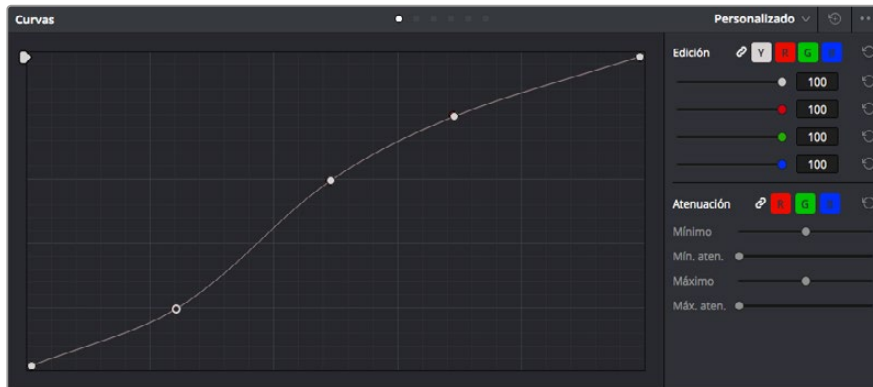 Curvas
Personalizado
Edición Y R G B
100
100
100
100
Atenuación R G B
Mínimo
Mín. aten.
Máximo
Máx. aten.